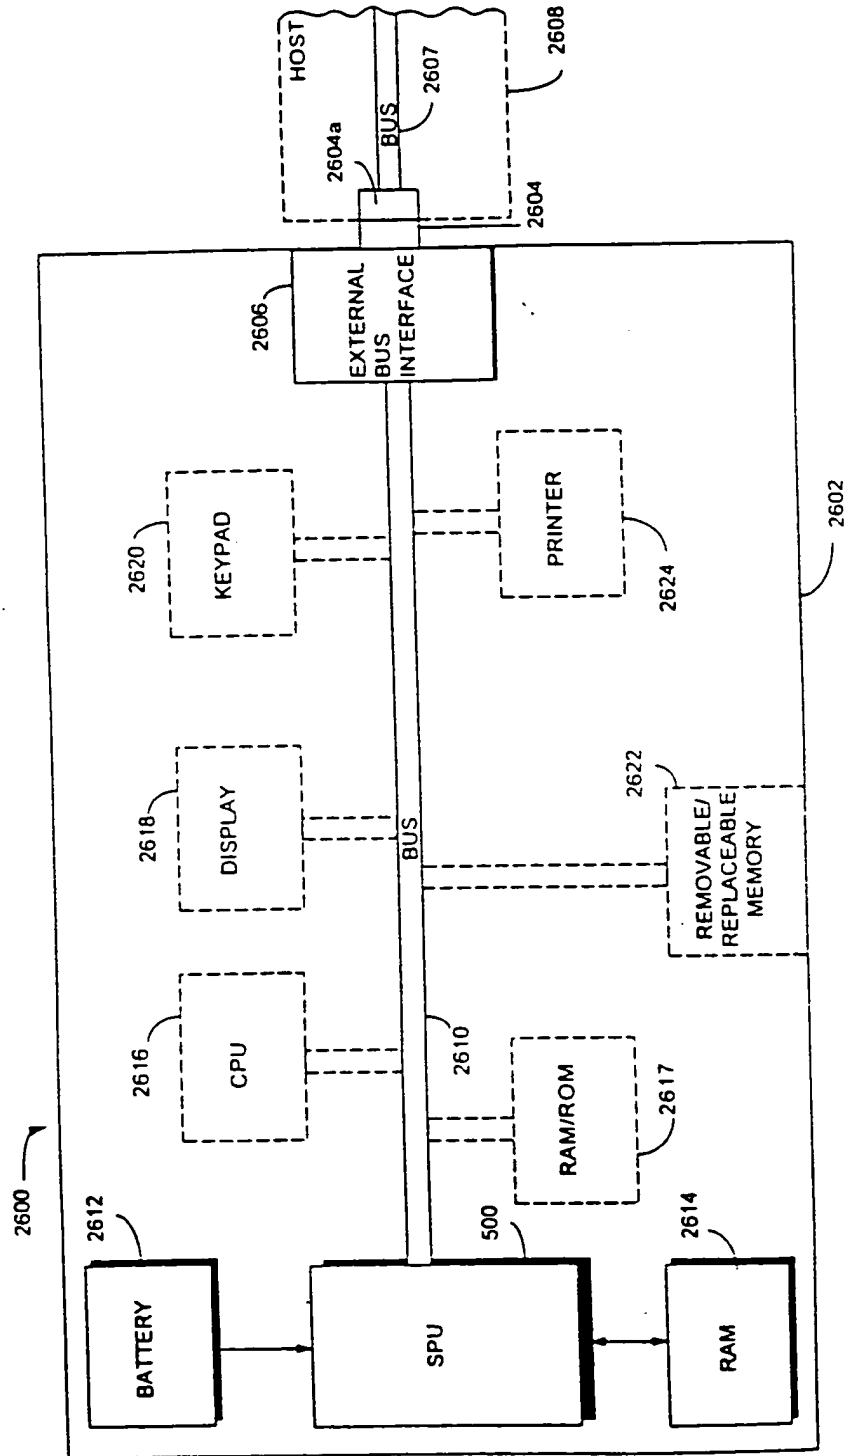 2600
BATTERY
2612
SPU
500
RAM
2614
CPU
2616
DISPLAY
2618
KEYPAD
2620
BUS
2610
RAM/ROM
2617
REMOVABLE/
REPLACEABLE
MEMORY
2622
PRINTER
2624
EXTERNAL
BUS
INTERFACE
2606
2602
HOST
2604a
BUS
2607
2604
2608